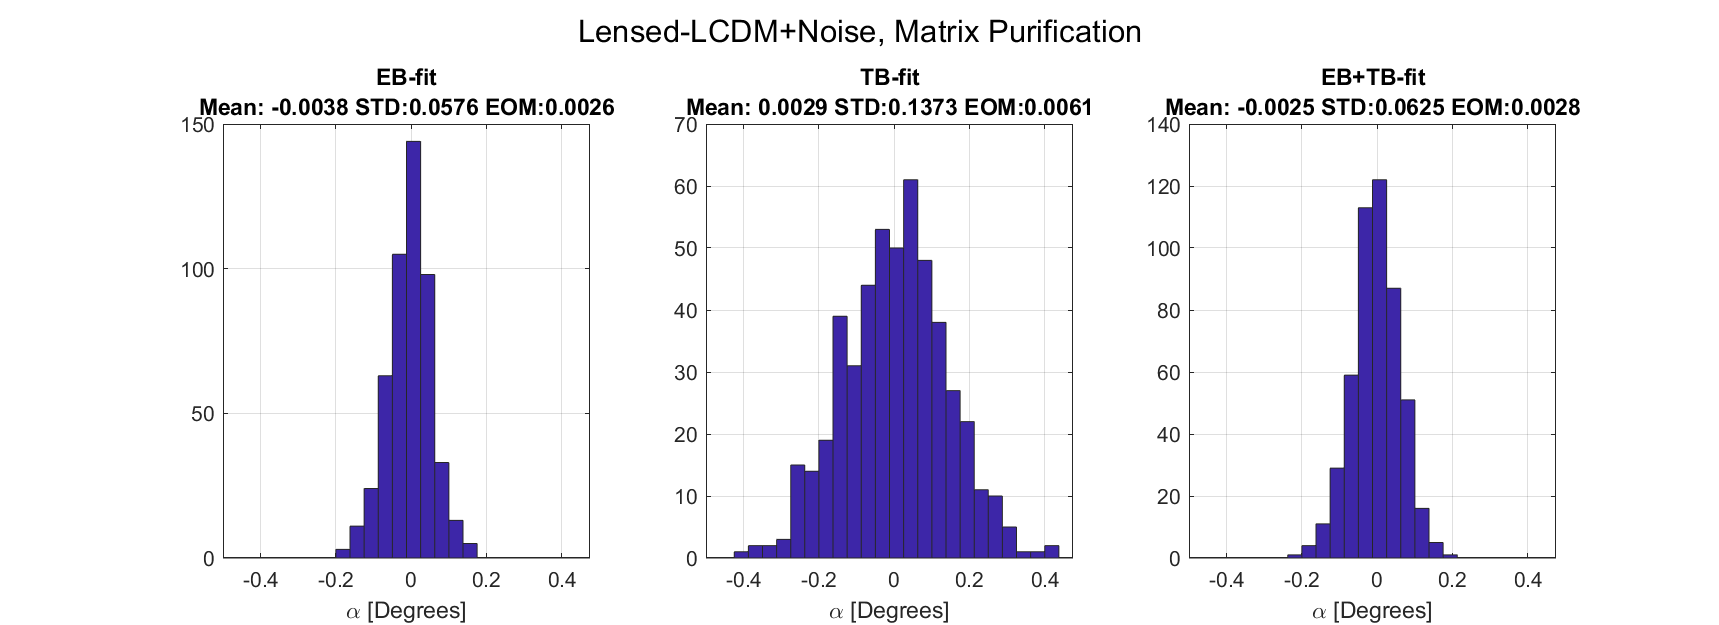 Lensed-LCDM+Noise, Matrix Purification
EB-fit
Mean: -0.0038 STD:0.0576 EOM:0.0026
150
100
50
0
-0.4 -0.2 0 0.2 0.4
α [Degrees]
TB-fit
Mean: 0.0029 STD:0.1373 EOM:0.0061
70
60
50
40
30
20
10
0
-0.4 -0.2 0 0.2 0.4
α [Degrees]
EB+TB-fit
Mean: -0.0025 STD:0.0625 EOM:0.0028
140
120
100
80
60
40
20
0
-0.4 -0.2 0 0.2 0.4
α [Degrees]